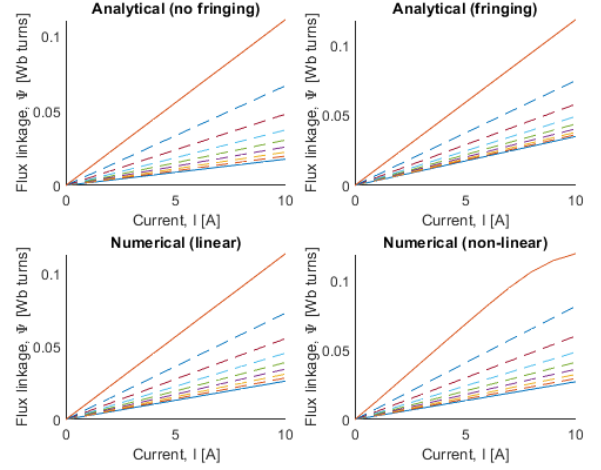 Analytical (no fringing)
Flux linkage, Ψ [Wb turns]
0.1
0.05
0
0
5
10
Current, I [A]
Analytical (fringing)
Flux linkage, Ψ [Wb turns]
0.1
0.05
0
0
5
10
Current, I [A]
Numerical (linear)
Flux linkage, Ψ [Wb turns]
0.1
0.05
0
0
5
10
Current, I [A]
Numerical (non-linear)
Flux linkage, Ψ [Wb turns]
0.1
0.05
0
0
5
10
Current, I [A]